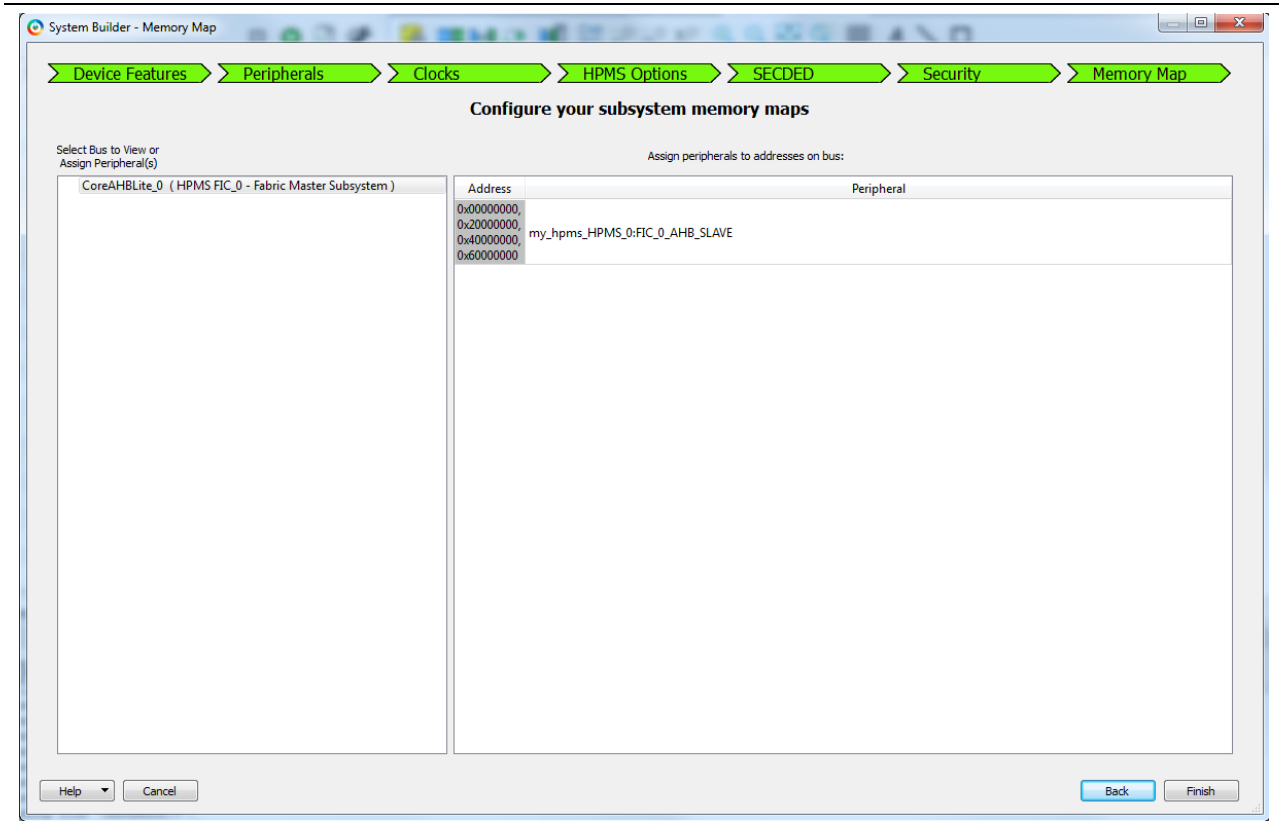 System Builder - Memory Map
Device Features
Peripherals
Clocks
HPMS Options
SECDED
Security
Memory Map
Configure your subsystem memory maps
Select Bus to View or
Assign Peripheral(s)
Assign peripherals to addresses on bus:
CoreAHBLite_0 ( HPMS FIC_0 - Fabric Master Subsystem )
Address
Peripheral
0x00000000,
0x20000000,
0x40000000,
0x60000000
my_hpms_HPMS_0:FIC_0_AHB_SLAVE
Help
Cancel
Back
Finish